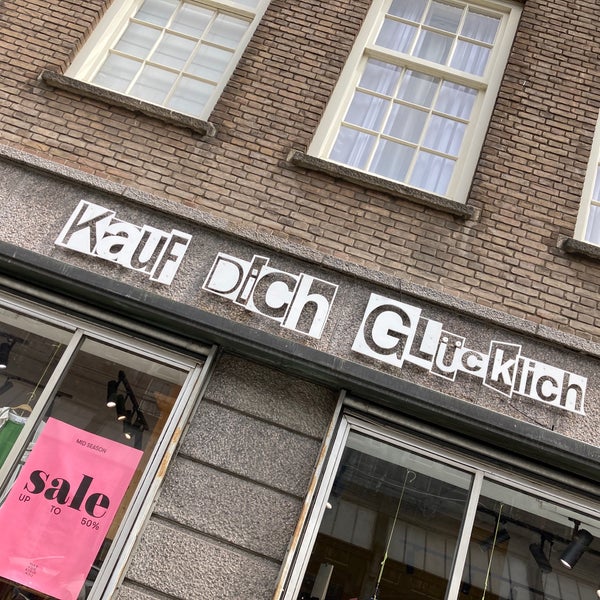 Kauf Dich Glücklich
MID SEASON
sale
UP TO 50%